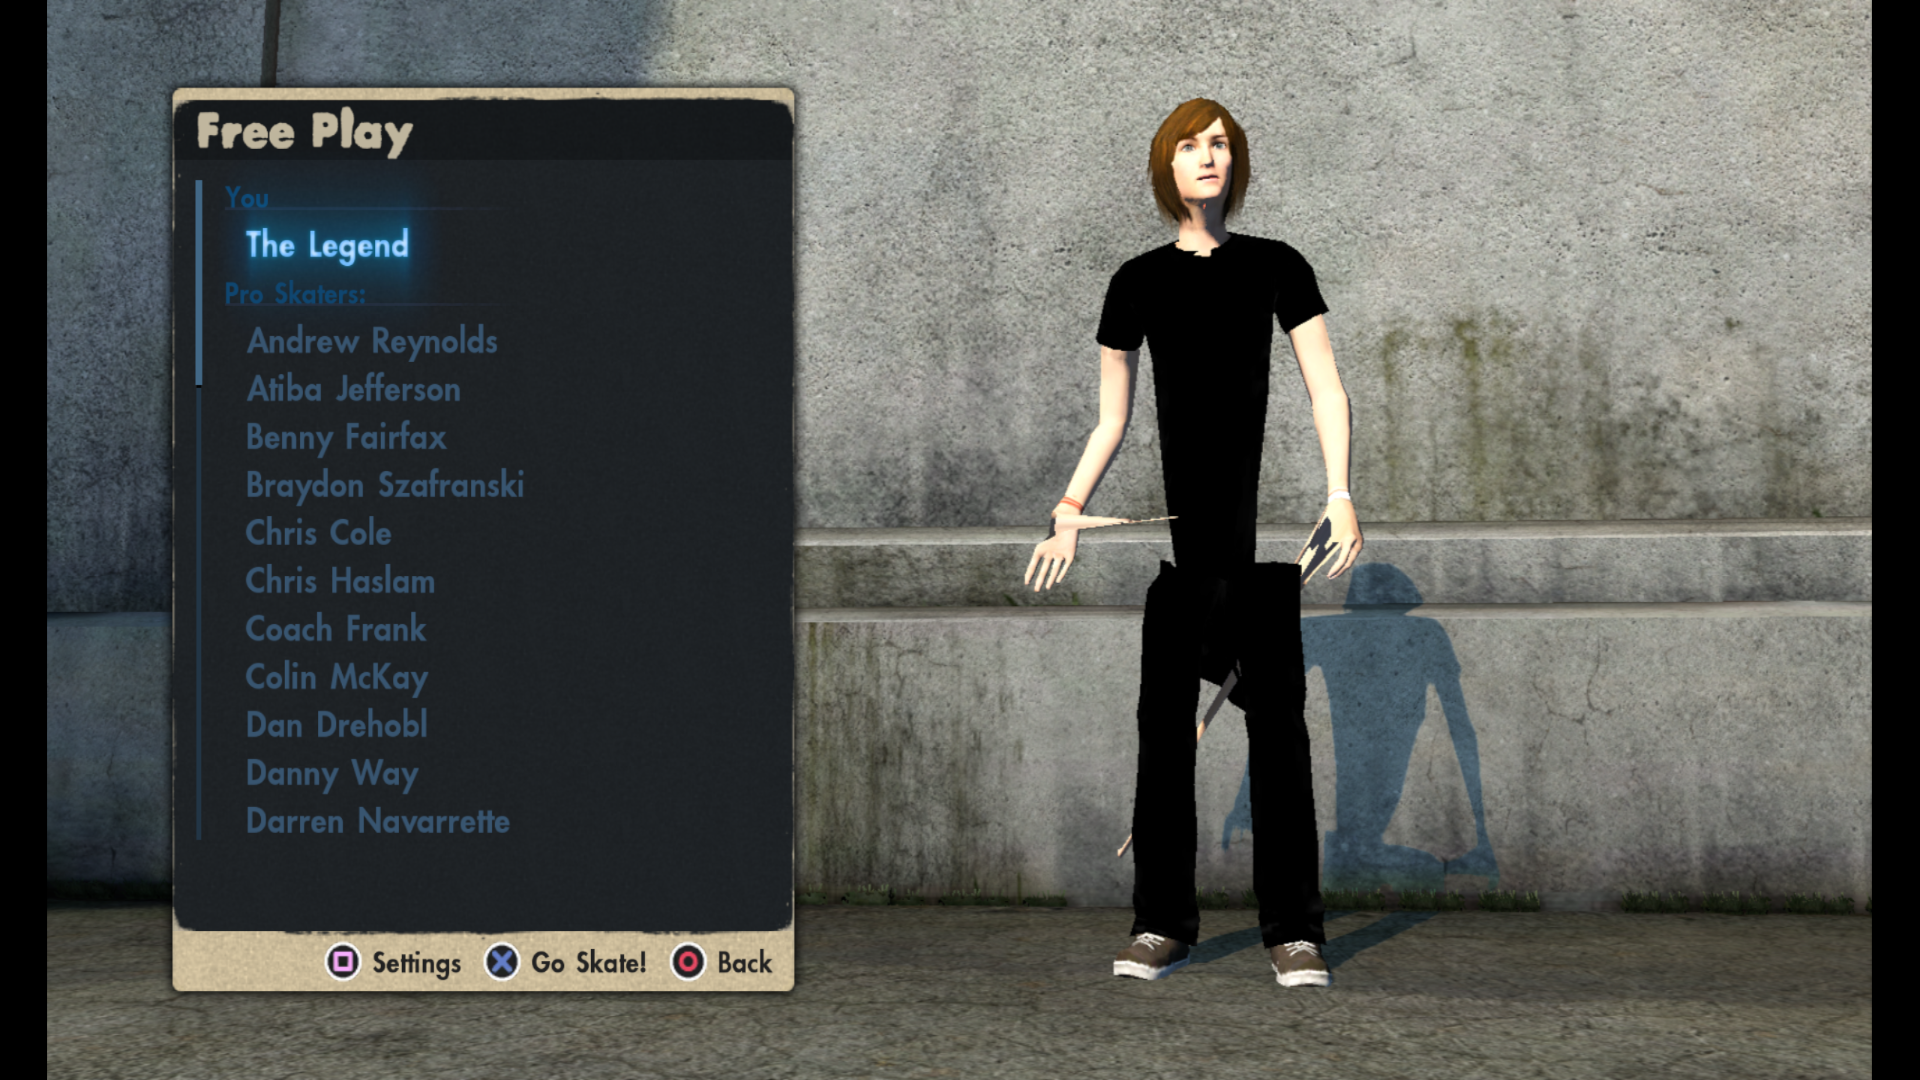 Free Play
You
The Legend
Pro Skaters:
Andrew Reynolds
Atiba Jefferson
Benny Fairfax
Braydon Szafranski
Chris Cole
Chris Haslam
Coach Frank
Colin McKay
Dan Drehobl
Danny Way
Darren Navarrette
Settings Go Skate! Back